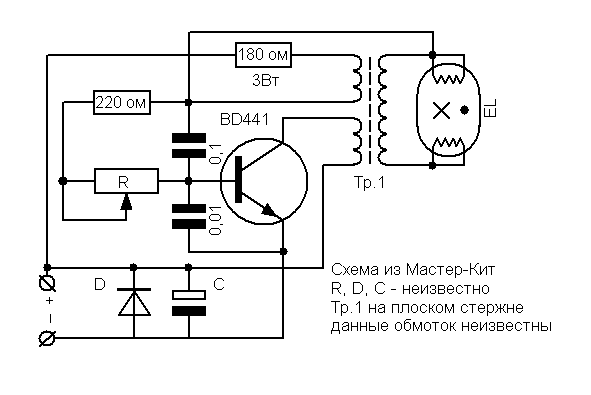 180 ом
3Вт
220 ом
BD441
0,1
EL
R
0,01
Тр.1
D
C
+
–
Схема из Мастер-Кит
R, D, C - неизвестно
Тр.1 на плоском стержне
данные обмоток неизвестны